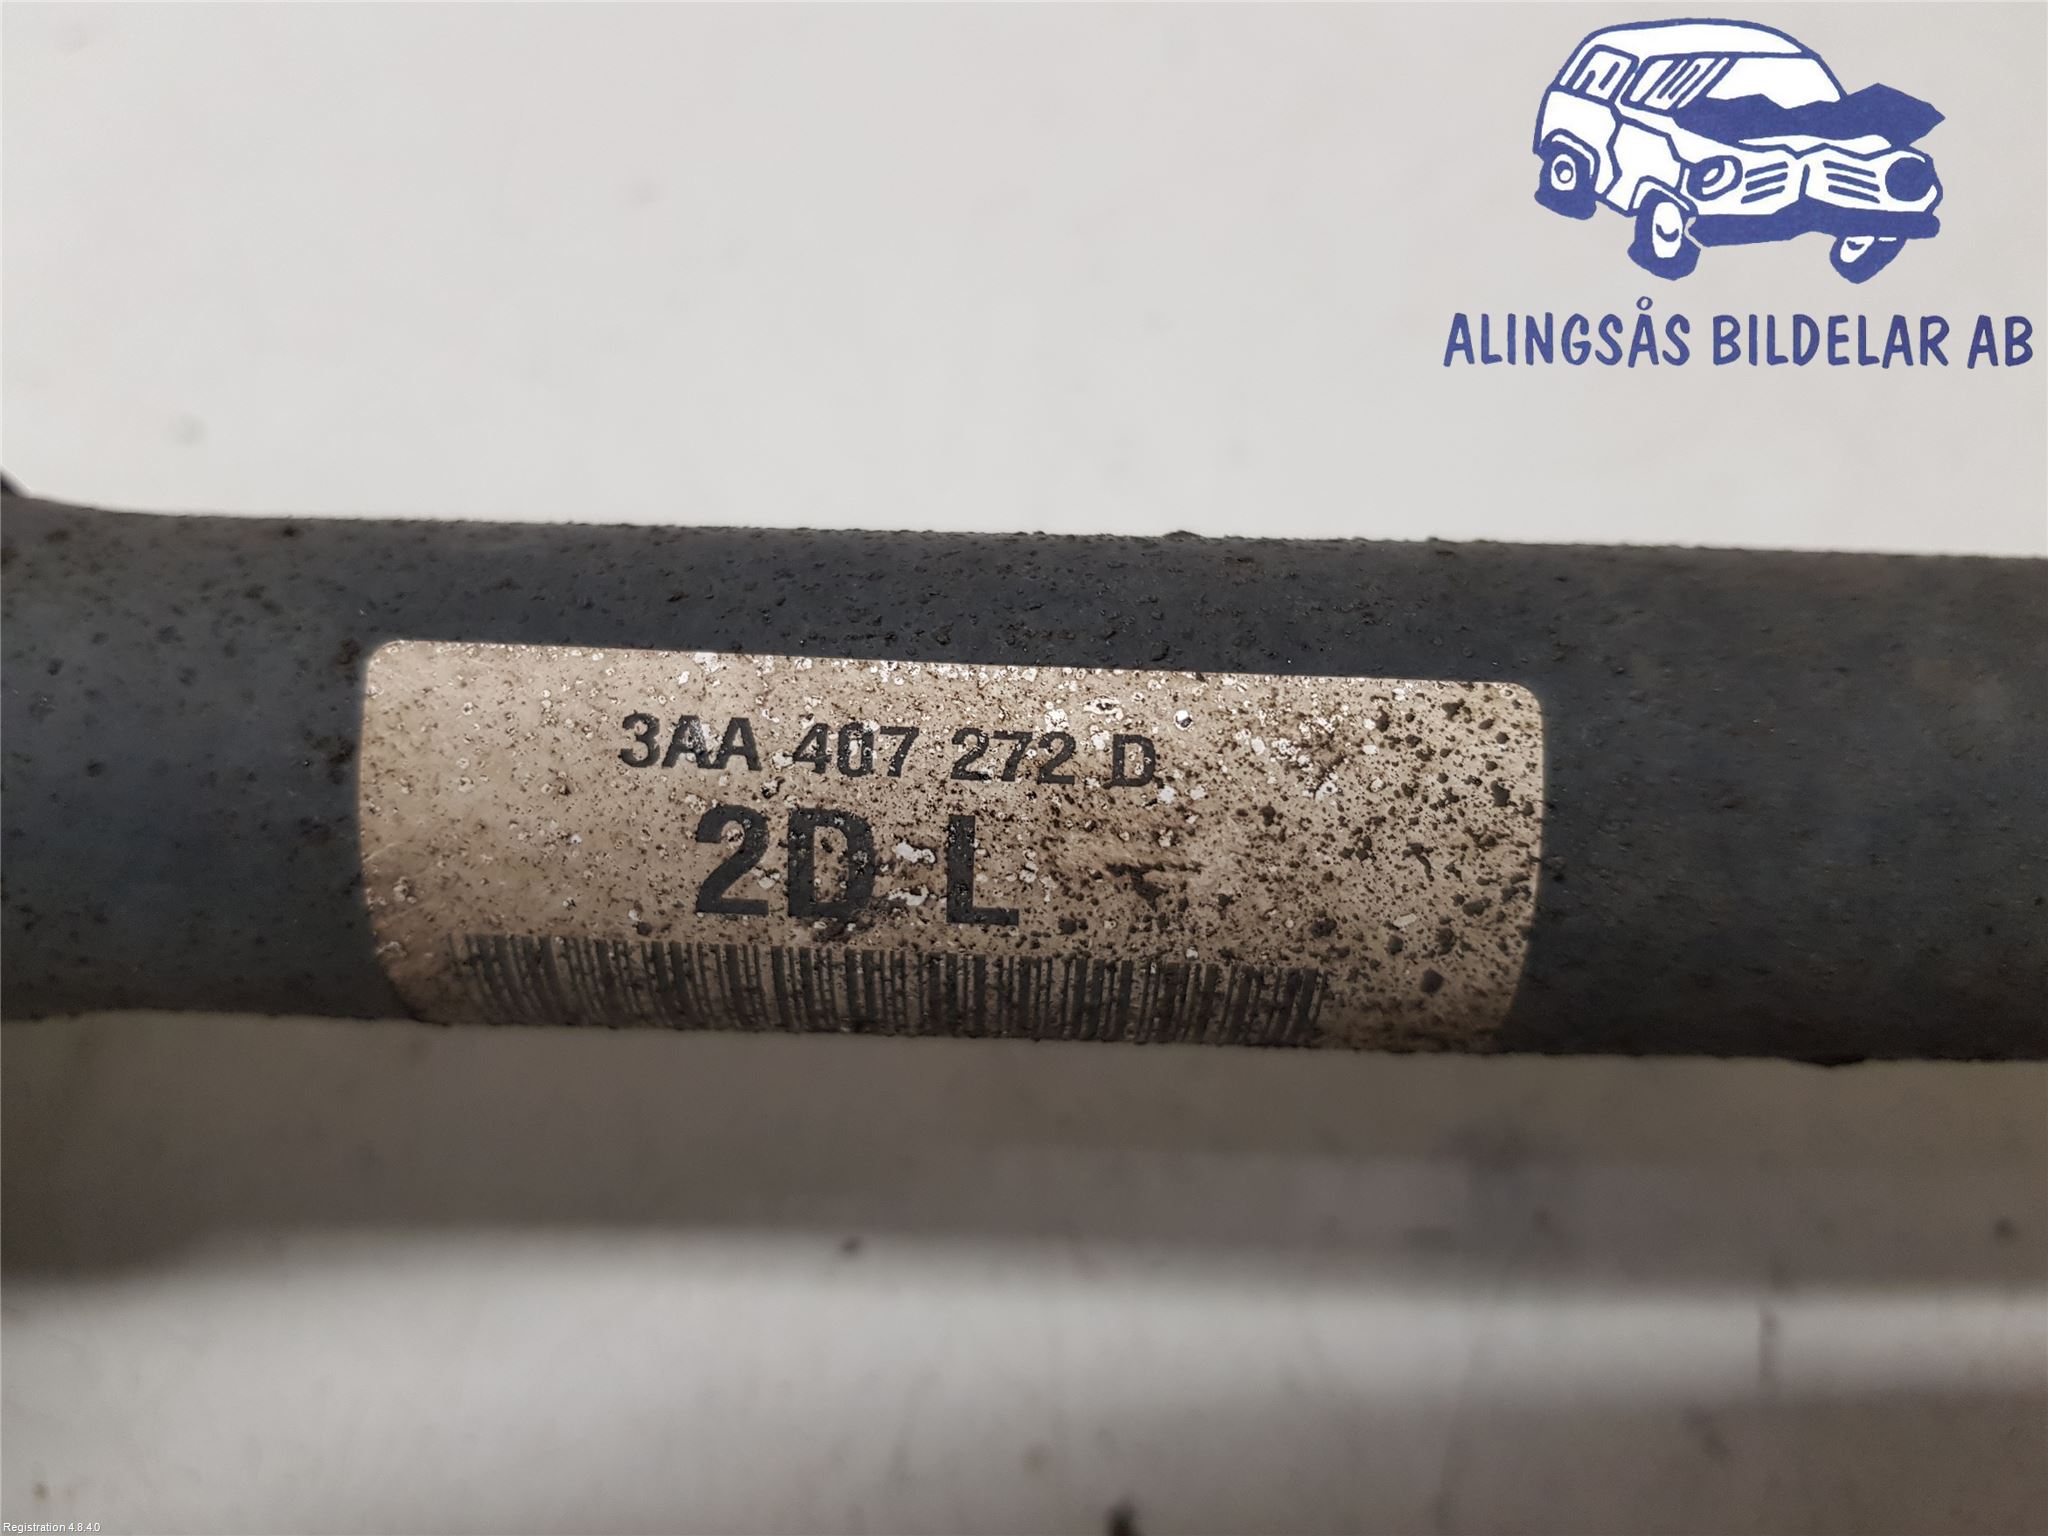 ALINGSÅS BILDELAR AB
3AA 407 272 D
2D L
Registration 4.8.4.0